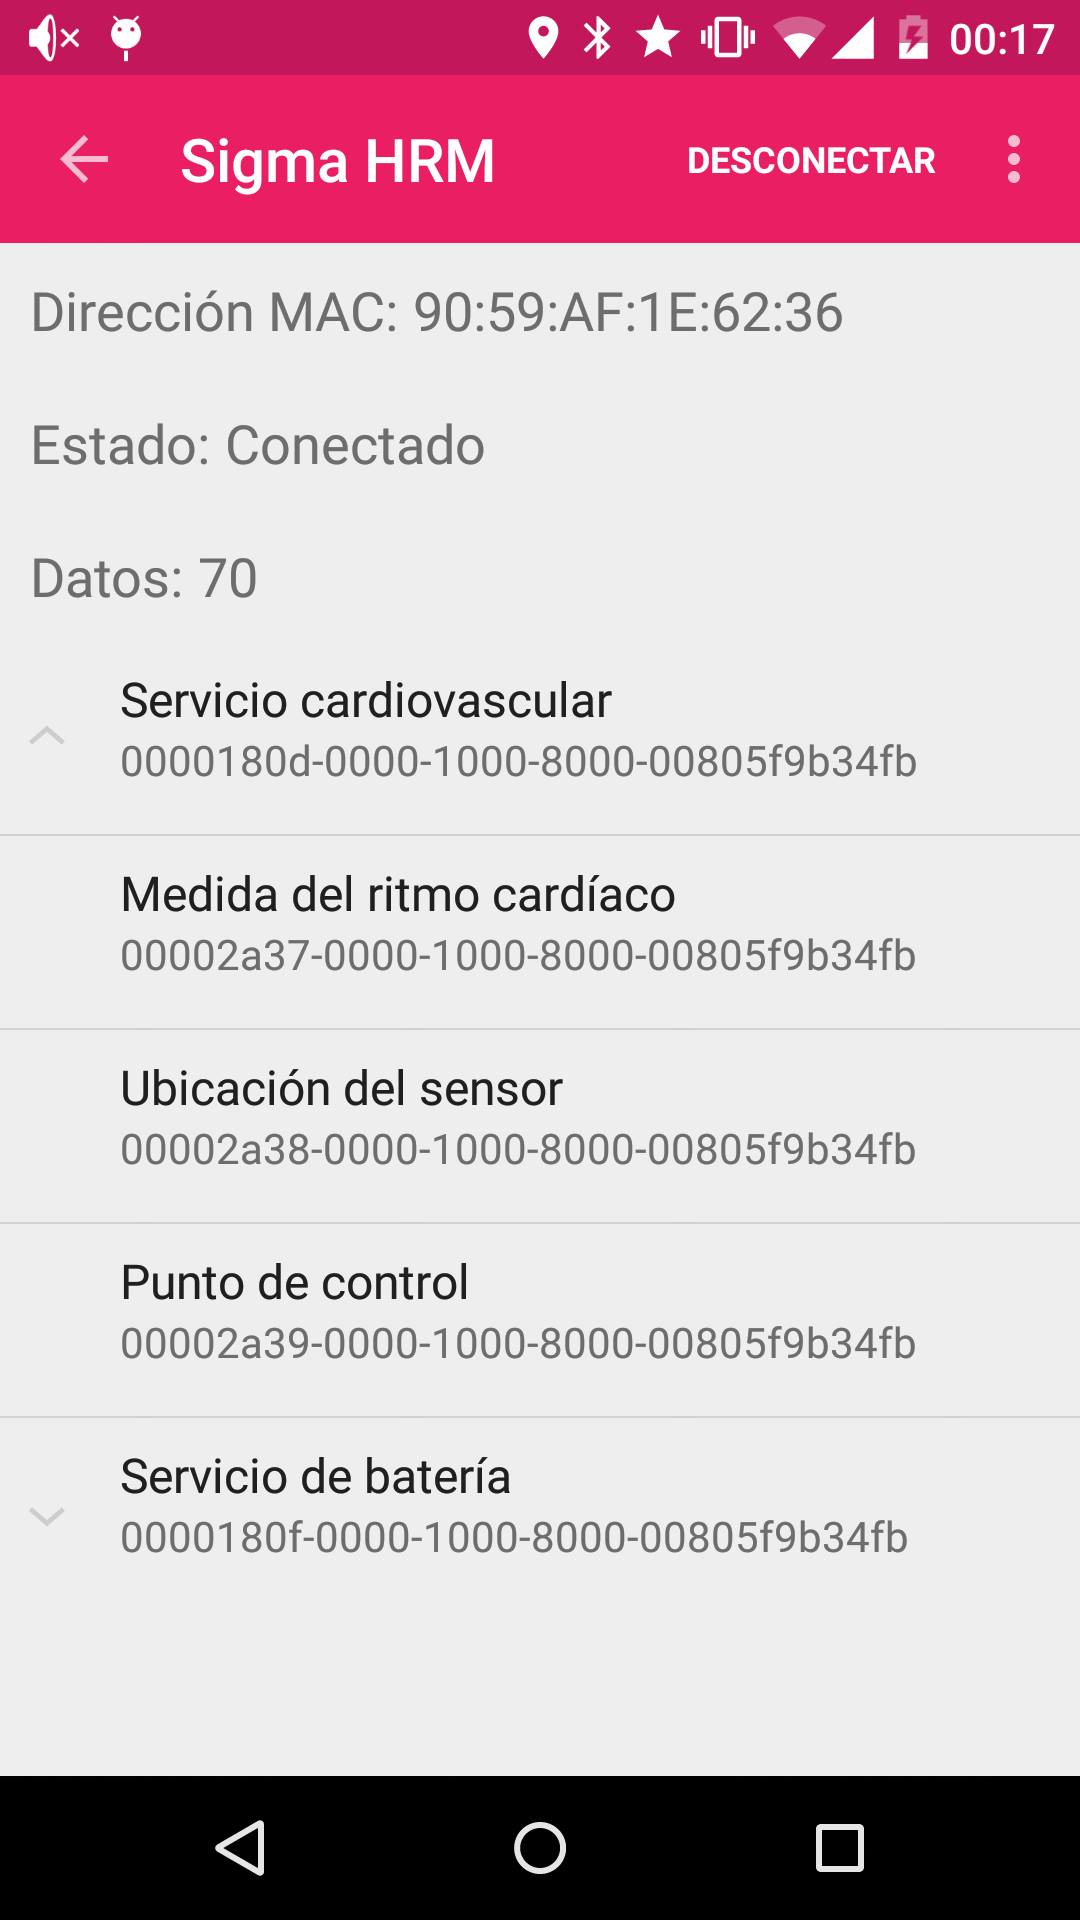 00:17
Sigma HRM DESCONECTAR
Dirección MAC: 90:59:AF:1E:62:36
Estado: Conectado
Datos: 70
Servicio cardiovascular
0000180d-0000-1000-8000-00805f9b34fb
Medida del ritmo cardíaco
00002a37-0000-1000-8000-00805f9b34fb
Ubicación del sensor
00002a38-0000-1000-8000-00805f9b34fb
Punto de control
00002a39-0000-1000-8000-00805f9b34fb
Servicio de batería
0000180f-0000-1000-8000-00805f9b34fb